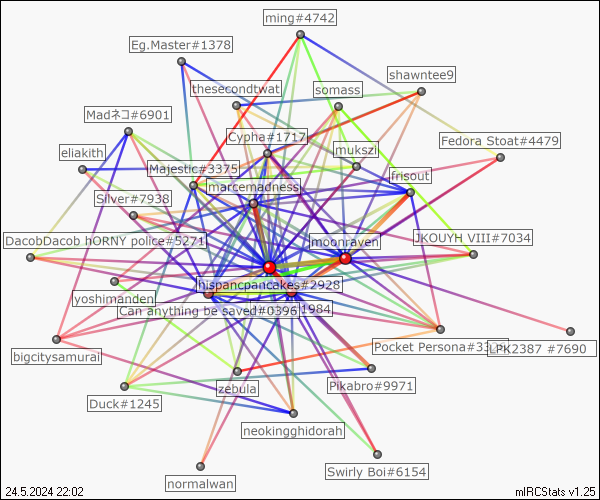 ming#4742
Eg.Master#1378
shawntee9
thesecondtwat
somass
Madネコ#6901
Cypha#1717
Fedora Stoat#4479
eliakith
mukszi
Majestic#3375
frisout
marcemadness
Silver#7938
DacobDacob hORNY police#5271
moonraven
JKOUYH VIII#7034
hispancpancakes#2928
yoshimanden
Can anything be saved#0396
1984
bigcitysamurai
Pocket Persona#33
LPK2387 #7690
zebula
Pikabro#9971
Duck#1245
neokingghidorah
Swirly Boi#6154
normalwan
24.5.2024 22:02
mIRCStats v1.25